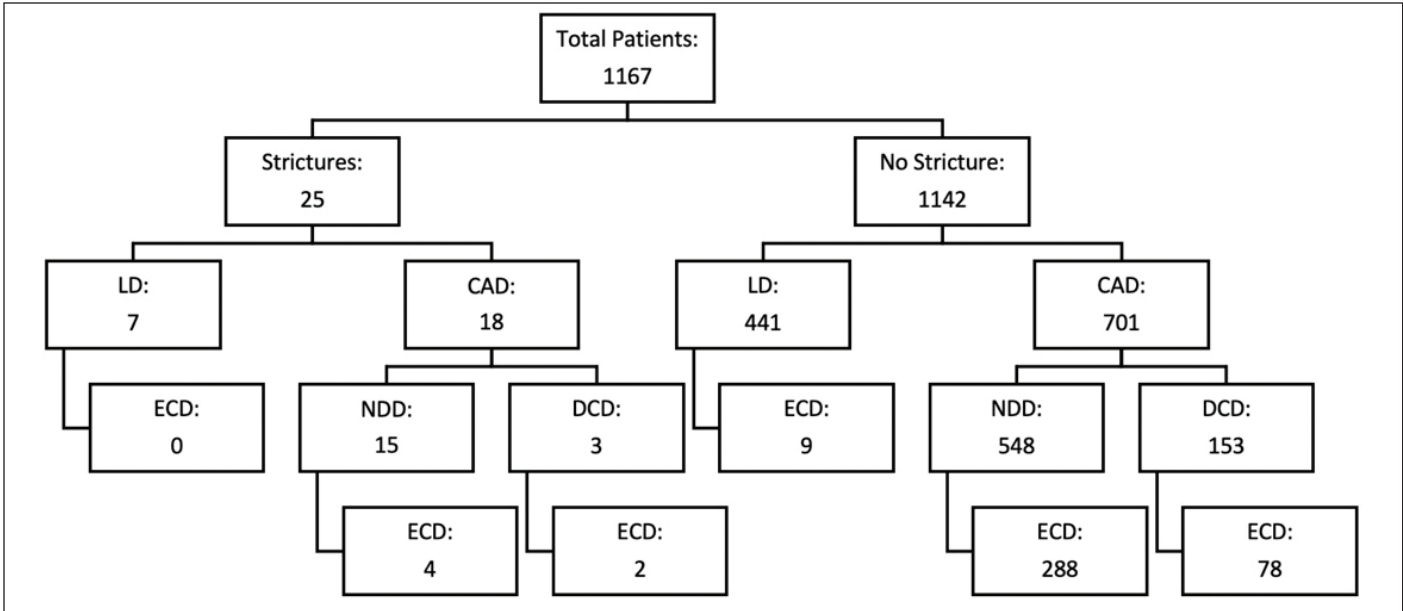 Total Patients:
1167
Strictures:
25
No Stricture:
1142
LD:
7
CAD:
18
LD:
441
CAD:
701
ECD:
0
NDD:
15
DCD:
3
ECD:
9
NDD:
548
DCD:
153
ECD:
4
ECD:
2
ECD:
288
ECD:
78